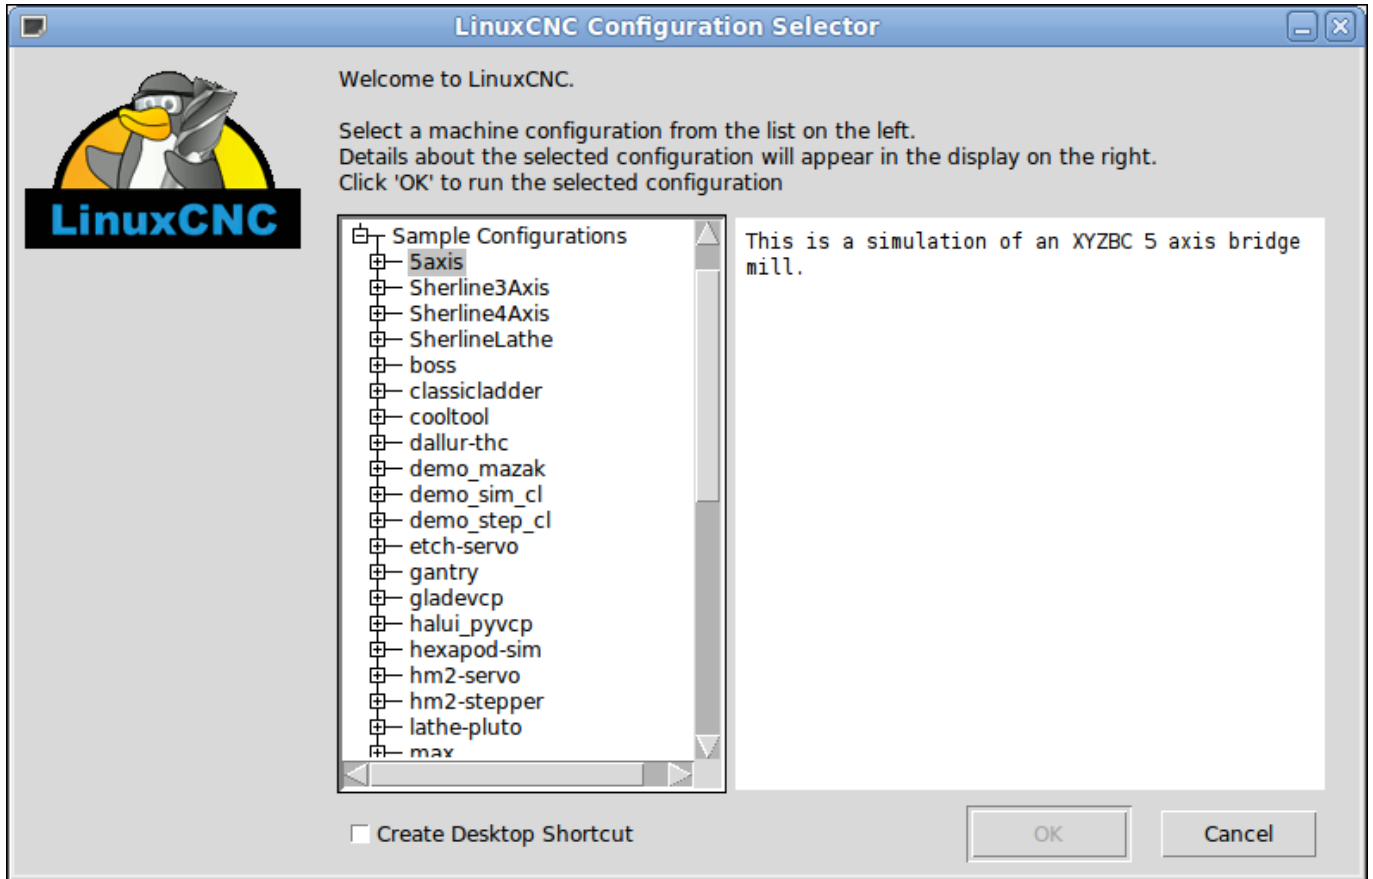 LinuxCNC Configuration Selector
LinuxCNC
Welcome to LinuxCNC.
Select a machine configuration from the list on the left.
Details about the selected configuration will appear in the display on the right.
Click 'OK' to run the selected configuration
Sample Configurations
5axis
Sherline3Axis
Sherline4Axis
SherlineLathe
boss
classicladder
cooltool
dallur-thc
demo_mazak
demo_sim_cl
demo_step_cl
etch-servo
gantry
gladevcp
halui_pyvcp
hexapod-sim
hm2-servo
hm2-stepper
lathe-pluto
max
This is a simulation of an XYZBC 5 axis bridge
mill.
Create Desktop Shortcut
OK
Cancel